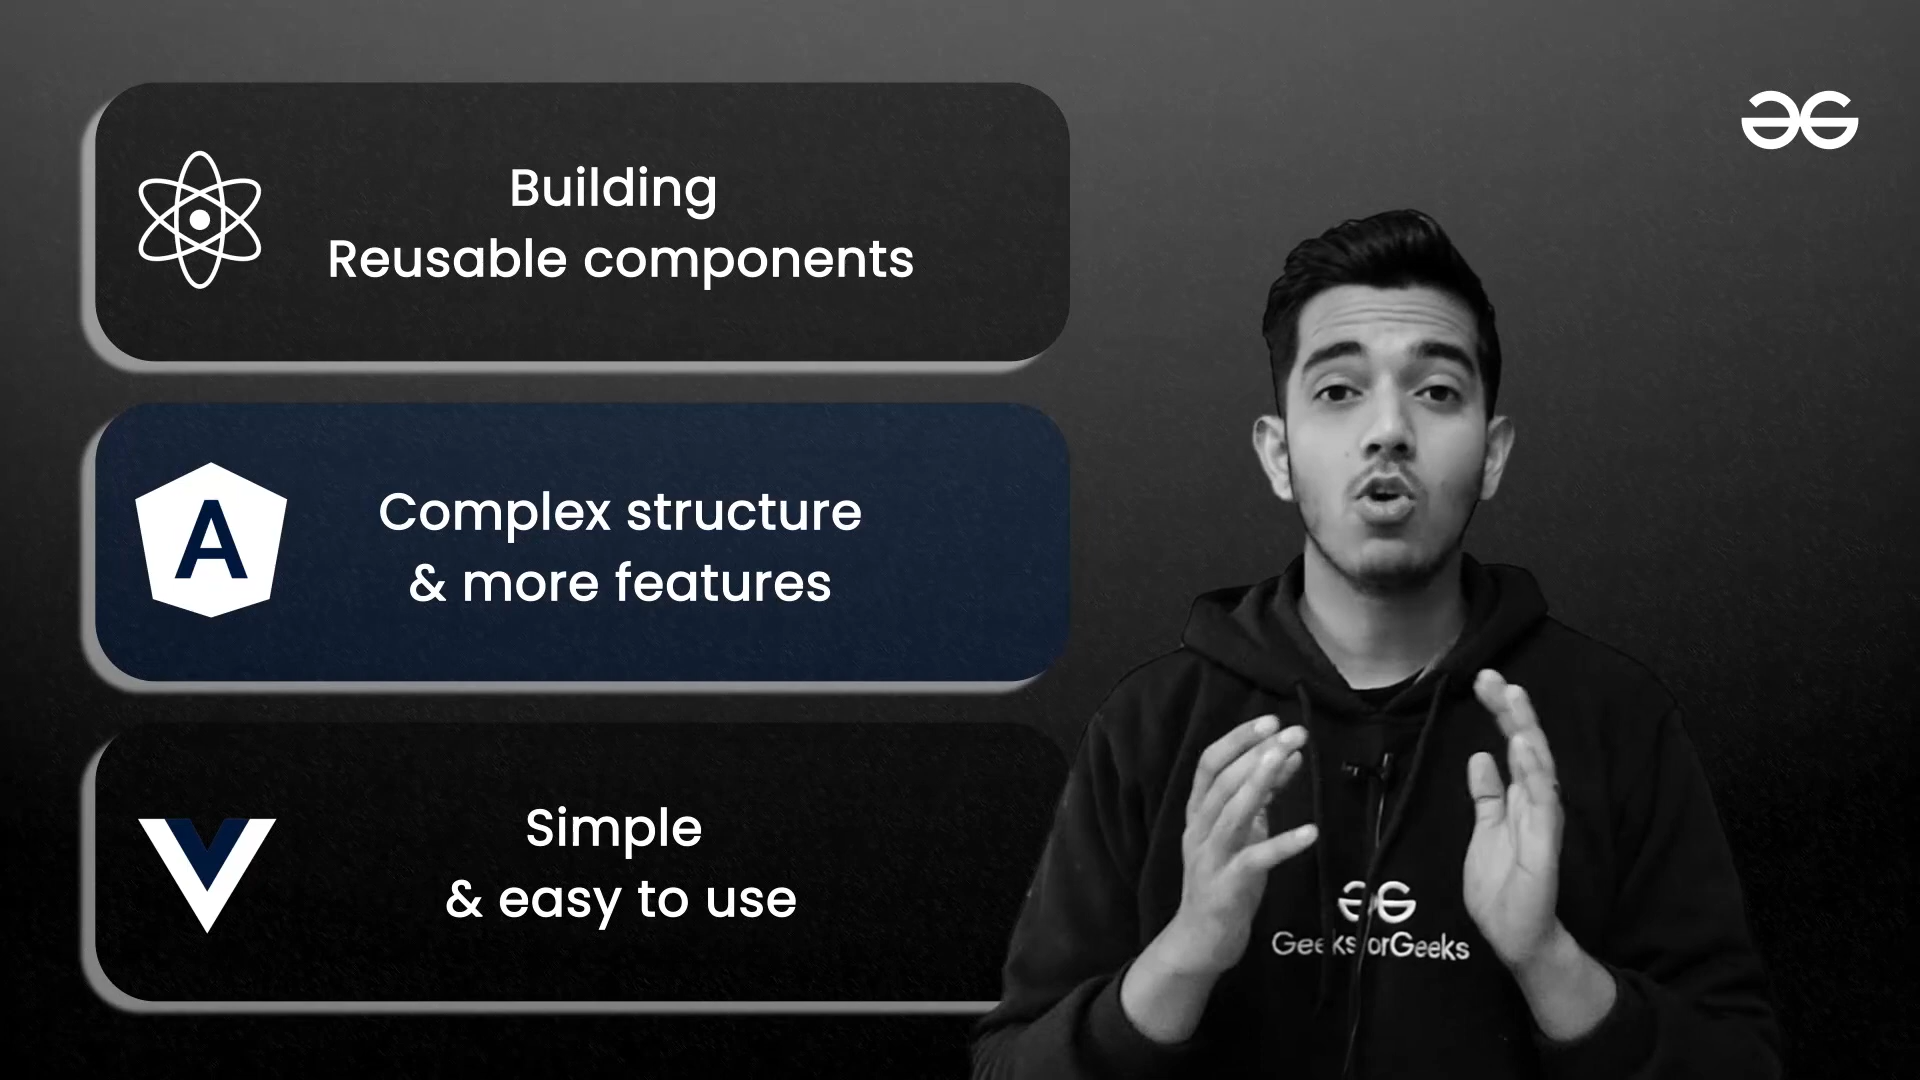 Building
Reusable components
A
Complex structure
& more features
Simple
& easy to use
GeeksforGeeks